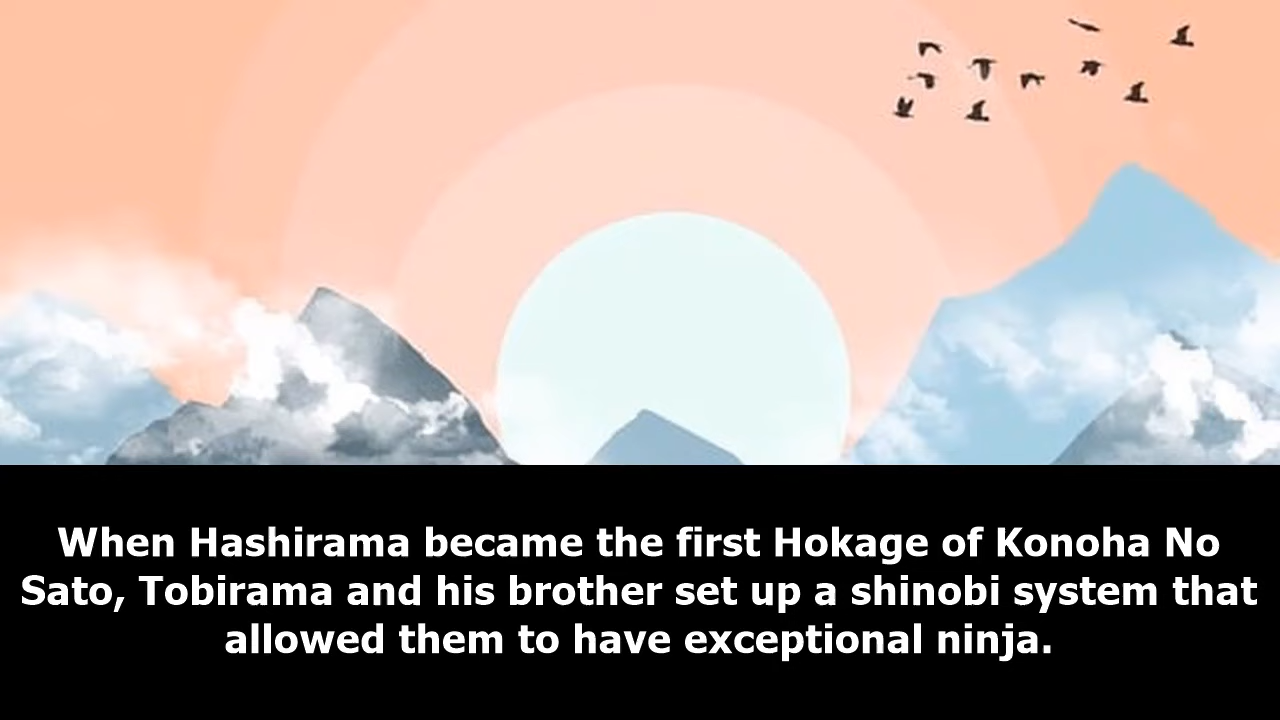 When Hashirama became the first Hokage of Konoha No
Sato, Tobirama and his brother set up a shinobi system that
allowed them to have exceptional ninja.